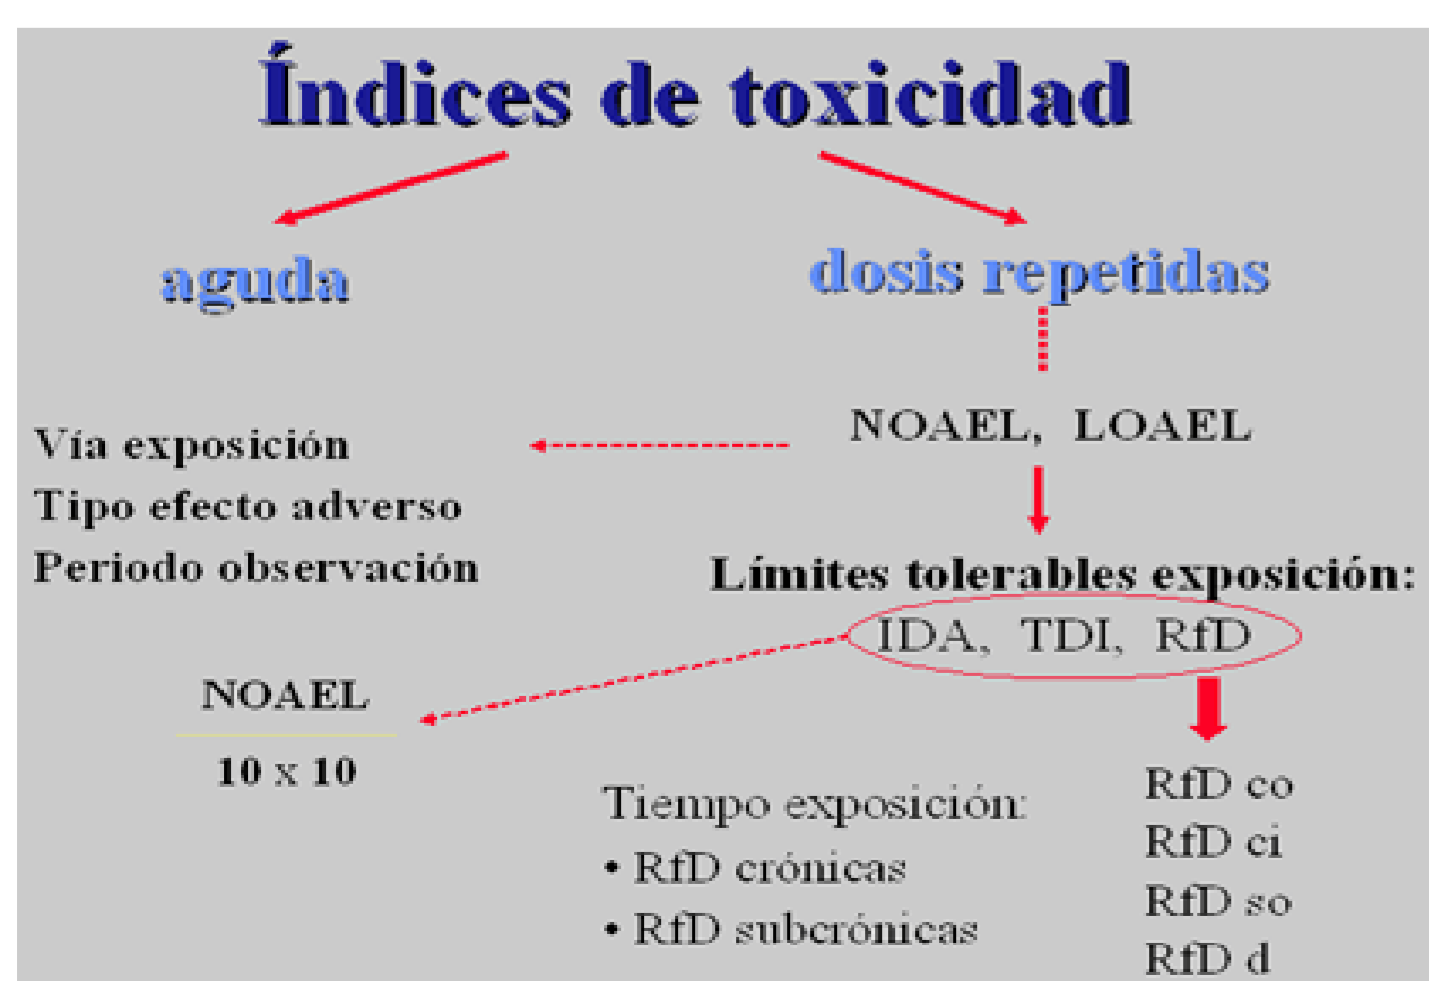 Índices de toxicidad
aguda
dosis repetidas
NOAEL, LOAEL
Vía exposición
Tipo efecto adverso
Periodo observación
Límites tolerables exposición:
IDA, TDI, RfD
NOAEL
10 x 10
Tiempo exposición:
• RfD crónicas
• RfD subcrónicas
RfD co
RfD ci
RfD so
RfD d